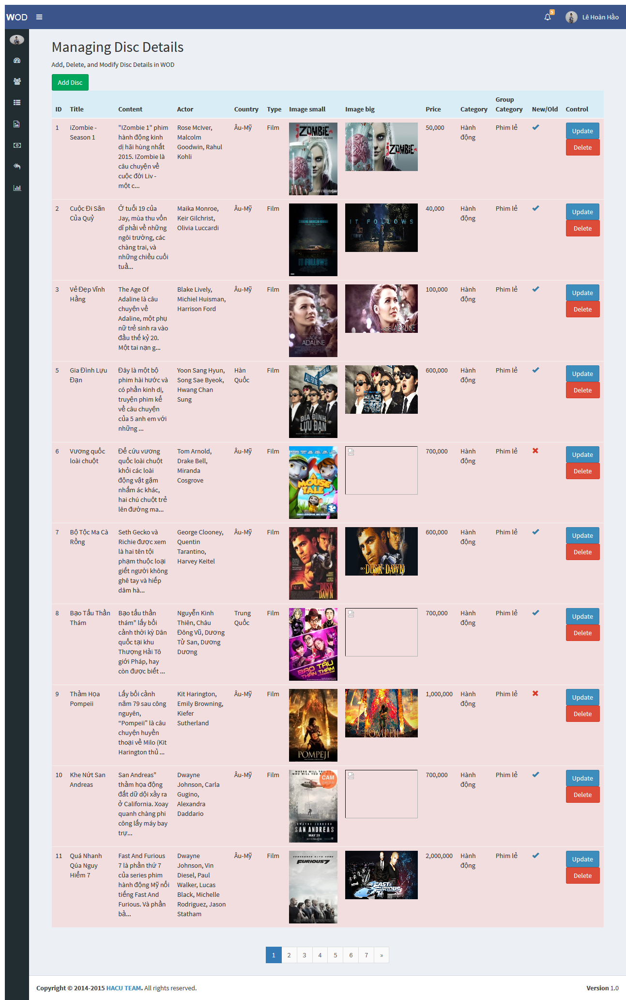 WOD
5
Lê Hoàn Hảo
Managing Disc Details
Add, Delete, and Modify Disc Details in WOD
Add Disc
ID Title Content Actor Country Type Image small Image big Price Category Group Category New/Old Control
1
iZombie -
Season 1
"IZombie 1" phim
hành động kinh
dị hãi hùng nhất
2015. IZombie là
câu chuyện về
cuộc đời Liv -
một c...
Rose McIver,
Malcolm
Goodwin, Rahul
Kohli
Âu-Mỹ
Film
iZOMBIE
iZOMBIE
50,000
Hành
động
Phim lẻ
Update
Delete
2
Cuộc Đi Săn
Của Quỷ
Ở tuổi 19 của
Jay, mùa thu vốn
dĩ phải về những
ngôi trường, các
chàng trai, và
những chiều cuối
tuầ...
Maika Monroe,
Keir Gilchrist,
Olivia Luccardi
Âu-Mỹ
Film
IT FOLLOWS
IT FOLLOWS
40,000
Hành
động
Phim lẻ
Update
Delete
3
Vẻ Đẹp Vĩnh
Hằng
The Age Of
Adaline là câu
chuyện về
Adaline, một phụ
nữ trẻ sinh ra vào
đầu thế kỷ 20.
Một tai nạn g...
Blake Lively,
Michiel Huisman,
Harrison Ford
Âu-Mỹ
Film
AGE OF
ADALINE
AGE OF ADALINE
100,000
Hành
động
Phim lẻ
Update
Delete
5
Gia Đình Lựu
Đạn
Đây là một bộ
phim hài hước và
có phần kinh dị,
truyện phim kể
về câu chuyện
của 5 anh em với
những ...
Yoon Sang Hyun,
Song Sae Byeok,
Hwang Chan
Sung
Hàn
Quốc
Film
ALL FOR ONE
ONE FOR ALL
GIA ĐÌNH
LỰU ĐẠN
600,000
Hành
động
Phim lẻ
Update
Delete
6
Vương quốc
loài chuột
Để cứu vương
quốc loài chuột
khỏi các loài
động vật gặm
nhấm ác khác,
hai chú chuột trẻ
lên đường ma...
Tom Arnold,
Drake Bell,
Miranda
Cosgrove
Âu-Mỹ
Film
A
MOUSE
TALE
SMALL KINGDOM, BIG HEROES!
700,000
Hành
động
Phim lẻ
Update
Delete
7
Bộ Tộc Ma Cà
Rồng
Seth Gecko và
Richie được xem
là hai tên tội
phạm thuộc loại
giết người không
ghê tay và hiếp
dâm hà...
George Clooney,
Quentin
Tarantino,
Harvey Keitel
Âu-Mỹ
Film
DUSK
DAWN
DUSK DAWN
600,000
Hành
động
Phim lẻ
Update
Delete
8
Bạo Tẩu Thần
Thám
Bạo tẩu thần
thám" lấy bối
cảnh thời kỳ Dân
quốc tại khu
Thượng Hải Tô
giới Pháp, hay
còn được biết ...
Nguyễn Kinh
Thiên, Châu
Đông Vũ, Dương
Tử San, Dương
Dương
Trung
Quốc
Film
BẠO TẨU
THẦN THÁM
700,000
Hành
động
Phim lẻ
Update
Delete
9
Thảm Họa
Pompeii
Lấy bối cảnh
năm 79 sau công
nguyên,
“Pompeii” là câu
chuyện huyền
thoại về Milo (Kit
Harington thủ ...
Kit Harington,
Emily Browning,
Kiefer
Sutherland
Âu-Mỹ
Film
POMPEJI
POMPEII
1,000,000
Hành
động
Phim lẻ
Update
Delete
10
Khe Nứt San
Andreas
San Andreas"
thảm họa động
đất dữ dội xảy ra
ở California. Xoay
quanh chàng phi
công lấy máy bay
trự...
Dwayne
Johnson, Carla
Gugino,
Alexandra
Daddario
Âu-Mỹ
Film
WHERE WILL YOU BE
WHO WILL YOU BE WITH
CAM
DWAYNE JOHNSON
SAN ANDREAS
MAY 29
700,000
Hành
động
Phim lẻ
Update
Delete
11
Quá Nhanh
Qúa Nguy
Hiểm 7
Fast And Furious
7 là phần thứ 7
của series phim
hành động Mỹ nổi
tiếng Fast And
Furious. Và phần
bả...
Dwayne
Johnson, Vin
Diesel, Paul
Walker, Lucas
Black, Michelle
Rodriguez, Jason
Statham
Âu-Mỹ
Film
VENGEANCE HITS HOME
FURIOUS 7
FAST &
FURIOUS
2,000,000
Hành
động
Phim lẻ
Update
Delete
1 2 3 4 5 6 7 »
Copyright © 2014-2015 HACU TEAM. All rights reserved.
Version 1.0